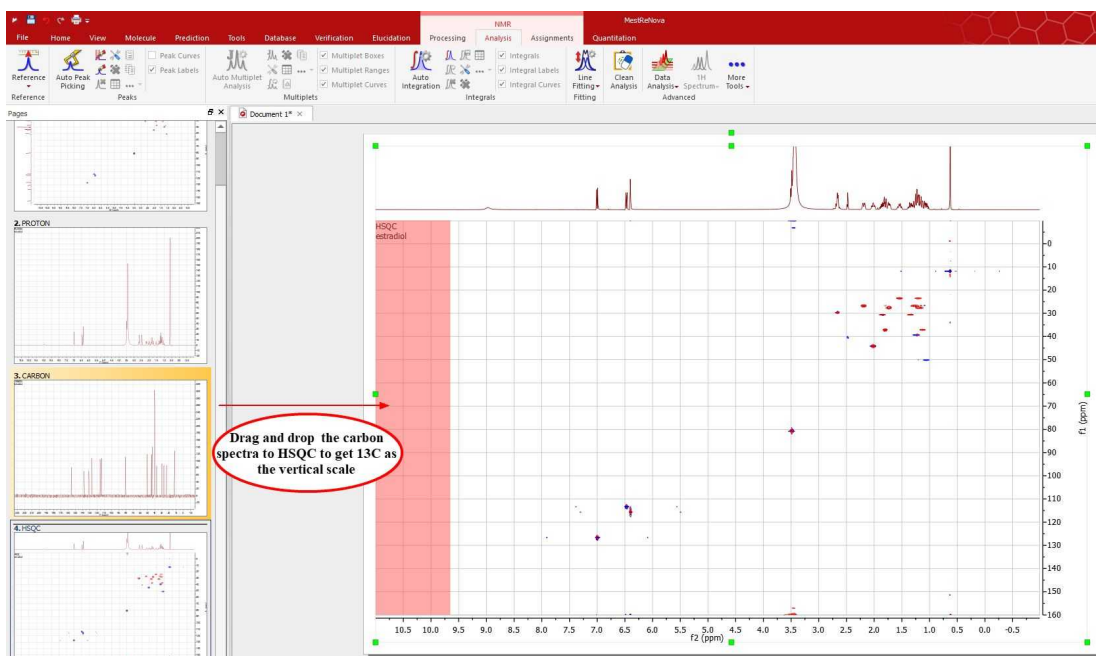 NMR
MestReNova
File Home View Molecule Prediction Tools Database Verification Elucidation Processing Analysis Assignments Quantitation
Reference
Auto Peak
Picking
Peak Curves
Peak Labels
Auto Multiplet
Analysis
Multiplet Boxes
Multiplet Ranges
Multiplet Curves
Auto
Integration
Integrals
Integral Labels
Integral Curves
Line
Fitting
Clean
Analysis
Data
Analysis
1H
Spectrum
More
Tools
Reference Peaks Multiplets Integrals Fitting Advanced
Pages
Document 1*
2. PROTON
3. CARBON
4. HSQC
Drag and drop the carbon
spectra to HSQC to get 13C as
the vertical scale
HSQC
estradiol
0
10
20
30
40
50
60
70
80
90
100
110
120
130
140
150
160
f1 (ppm)
10.5 10.0 9.5 9.0 8.5 8.0 7.5 7.0 6.5 6.0 5.5 5.0 4.5 4.0 3.5 3.0 2.5 2.0 1.5 1.0 0.5 0.0 -0.5
f2 (ppm)